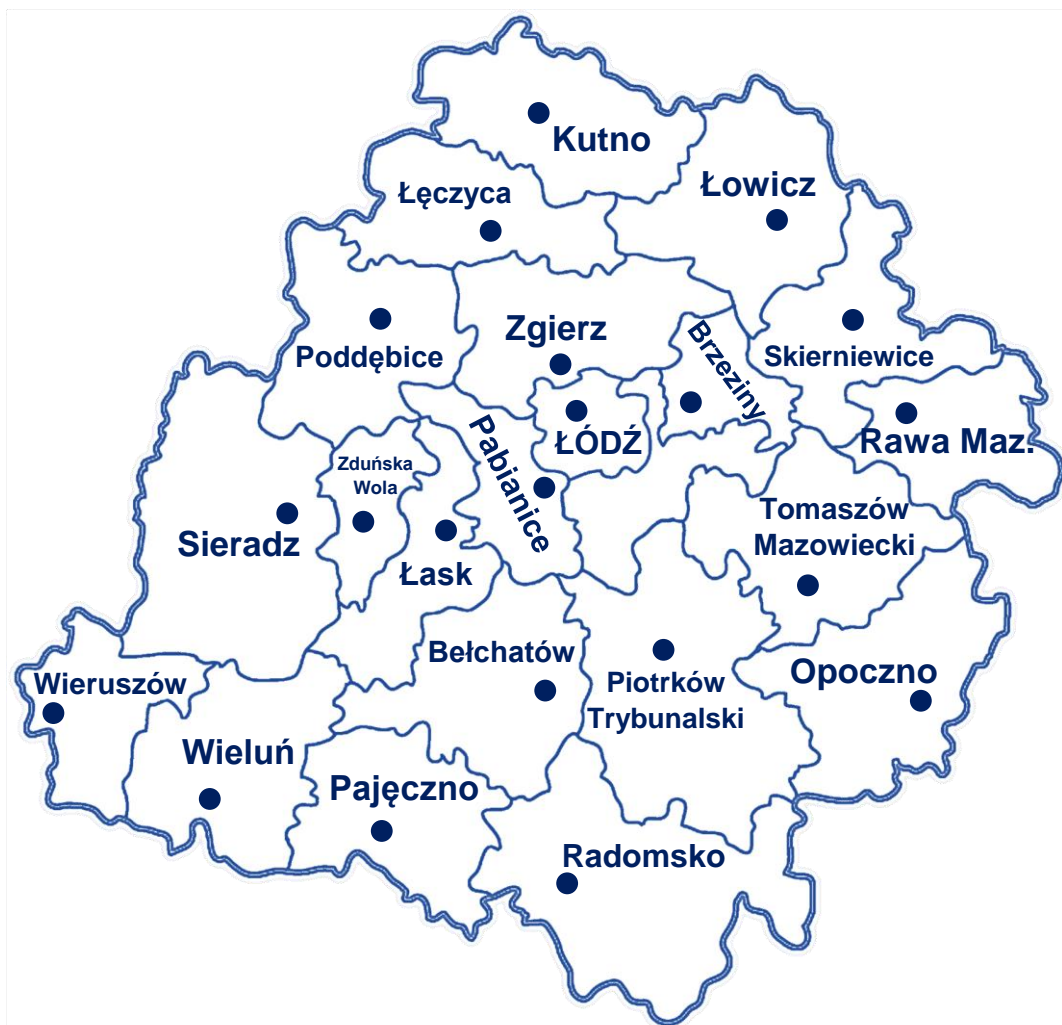 Kutno
Łowicz
Łęczyca
Zgierz
Brzeziny
Poddębice
Skierniewice
Pabianice
ŁÓDŹ
Rawa Maz.
Zduńska
Wola
Tomaszów
Mazowiecki
Sieradz
Łask
Bełchatów
Piotrków
Trybunalski
Opoczno
Wieruszów
Wieluń
Pajęczno
Radomsko